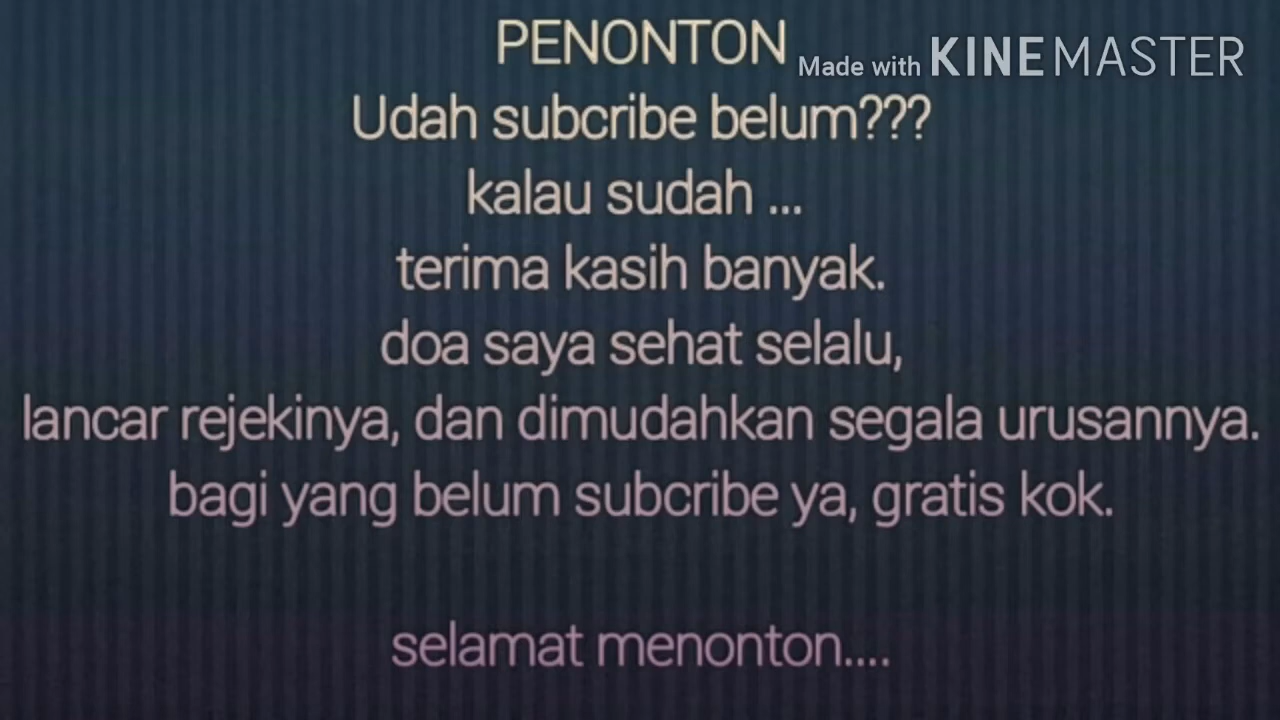 PENONTON
Made with KINEMASTER
Udah subcribe belum???
kalau sudah ...
terima kasih banyak.
doa saya sehat selalu,
lancar rejekinya, dan dimudahkan segala urusannya.
bagi yang belum subcribe ya, gratis kok.
selamat menonton....